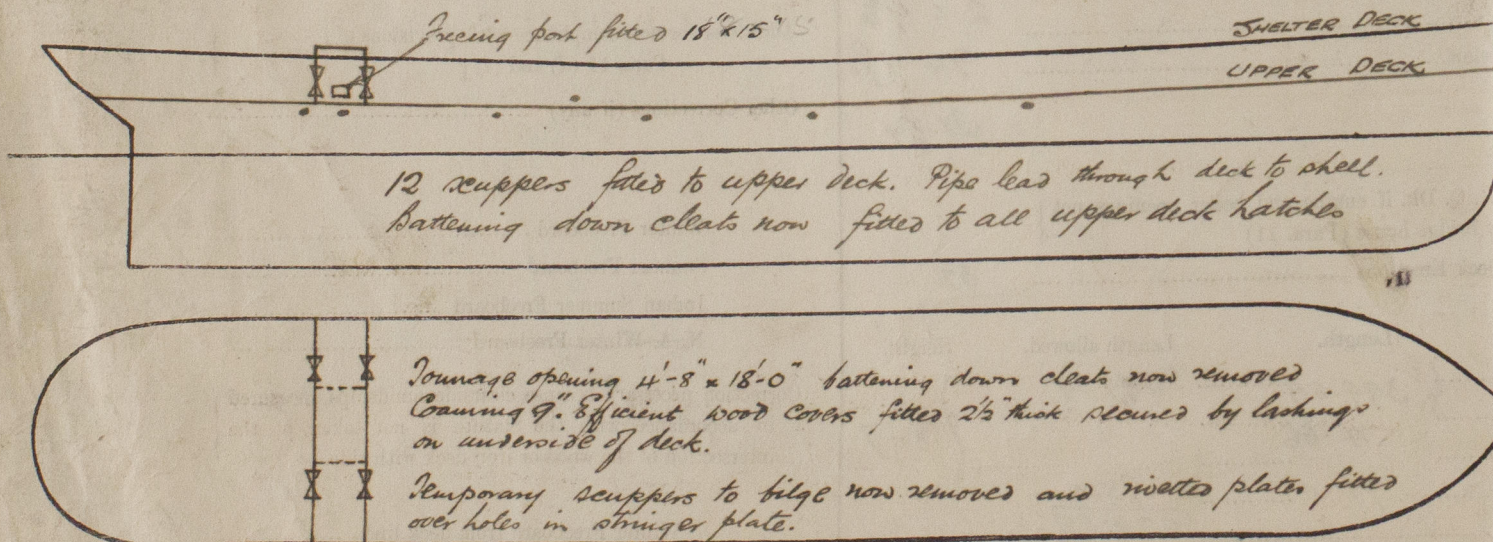 Freeing port fitted 18"x15"
SHELTER DECK
UPPER DECK
12 scuppers fitted to upper deck. Pipe lead through deck to shell.
Battening down cleats now fitted to all upper deck hatches
Tonnage opening 4'-8" x 18'-0" battening down cleats now removed
Coaming 9". Efficient wood covers fitted 2½" thick secured by lashings
on underside of deck.
Temporary scuppers to bilge now removed and rivetted plates fitted
over holes in stringer plate.